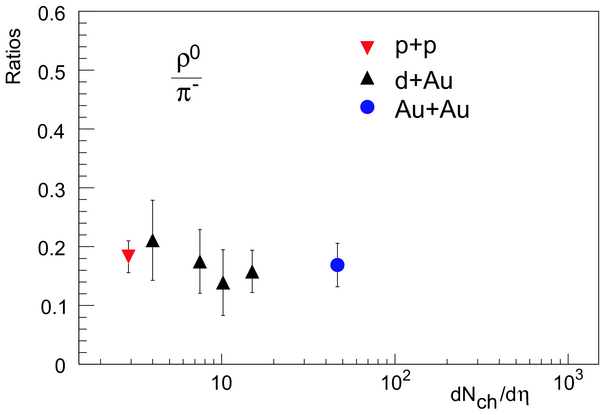 0.6
0.5
0.4
0.3
0.2
0.1
0
Ratios
ρ⁰
π⁻
p+p
d+Au
Au+Au
10
10²
10³
dN_ch/dη